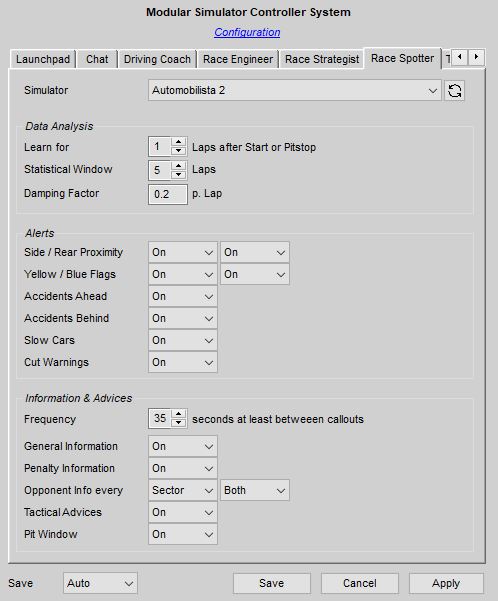 Modular Simulator Controller System
Configuration
Launchpad Chat Driving Coach Race Engineer Race Strategist Race Spotter
Simulator Automobilista 2
Data Analysis
Learn for 1 Laps after Start or Pitstop
Statistical Window 5 Laps
Damping Factor 0.2 p. Lap
Alerts
Side / Rear Proximity On On
Yellow / Blue Flags On On
Accidents Ahead On
Accidents Behind On
Slow Cars On
Cut Warnings On
Information & Advices
Frequency 35 seconds at least betweeen callouts
General Information On
Penalty Information On
Opponent Info every Sector Both
Tactical Advices On
Pit Window On
Save Auto Save Cancel Apply